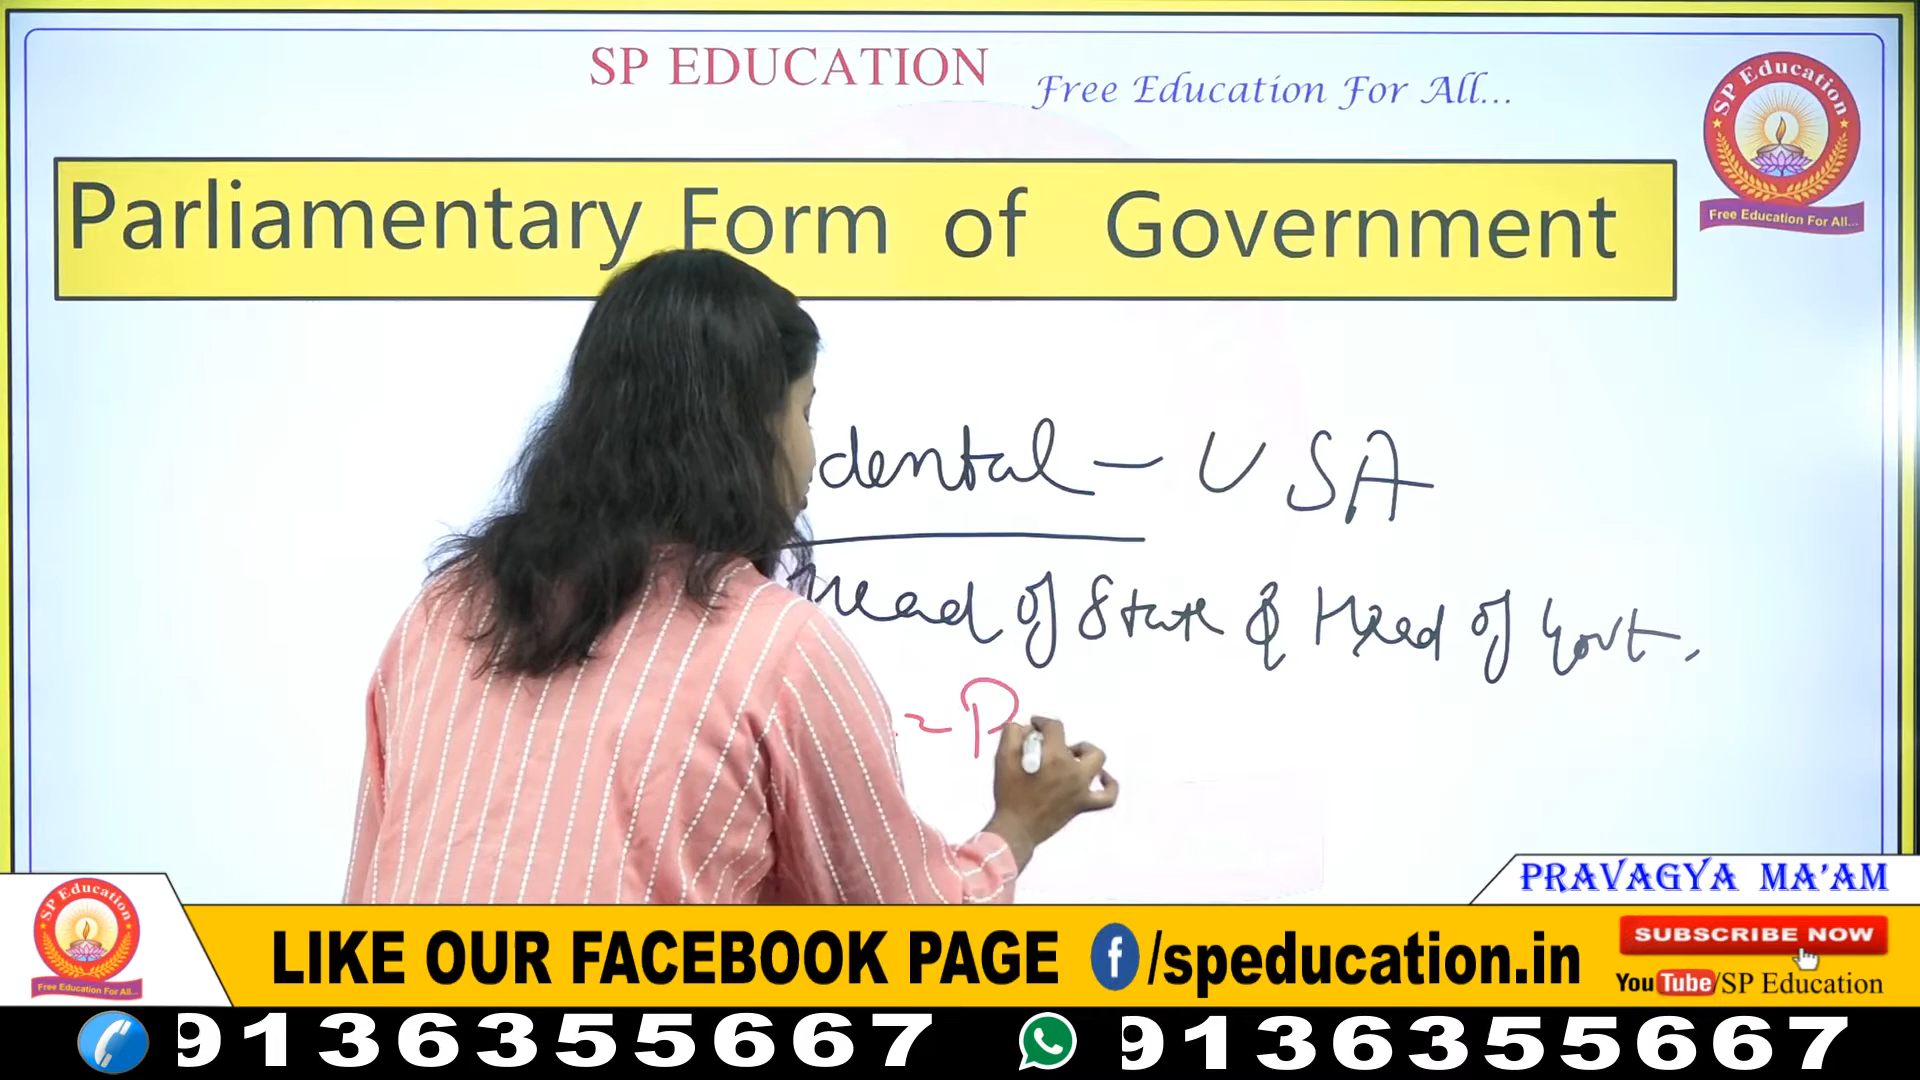 SP EDUCATION Free Education For All...
SP Education
Free Education For All...
Parliamentary Form of Government
dental - USA
Head of State & Head of Govt.
= P
PRAVAGYA MA'AM
SP Education
Free Education For All...
LIKE OUR FACEBOOK PAGE f/speducation.in
SUBSCRIBE NOW
YouTube/SP Education
9136355667 9136355667